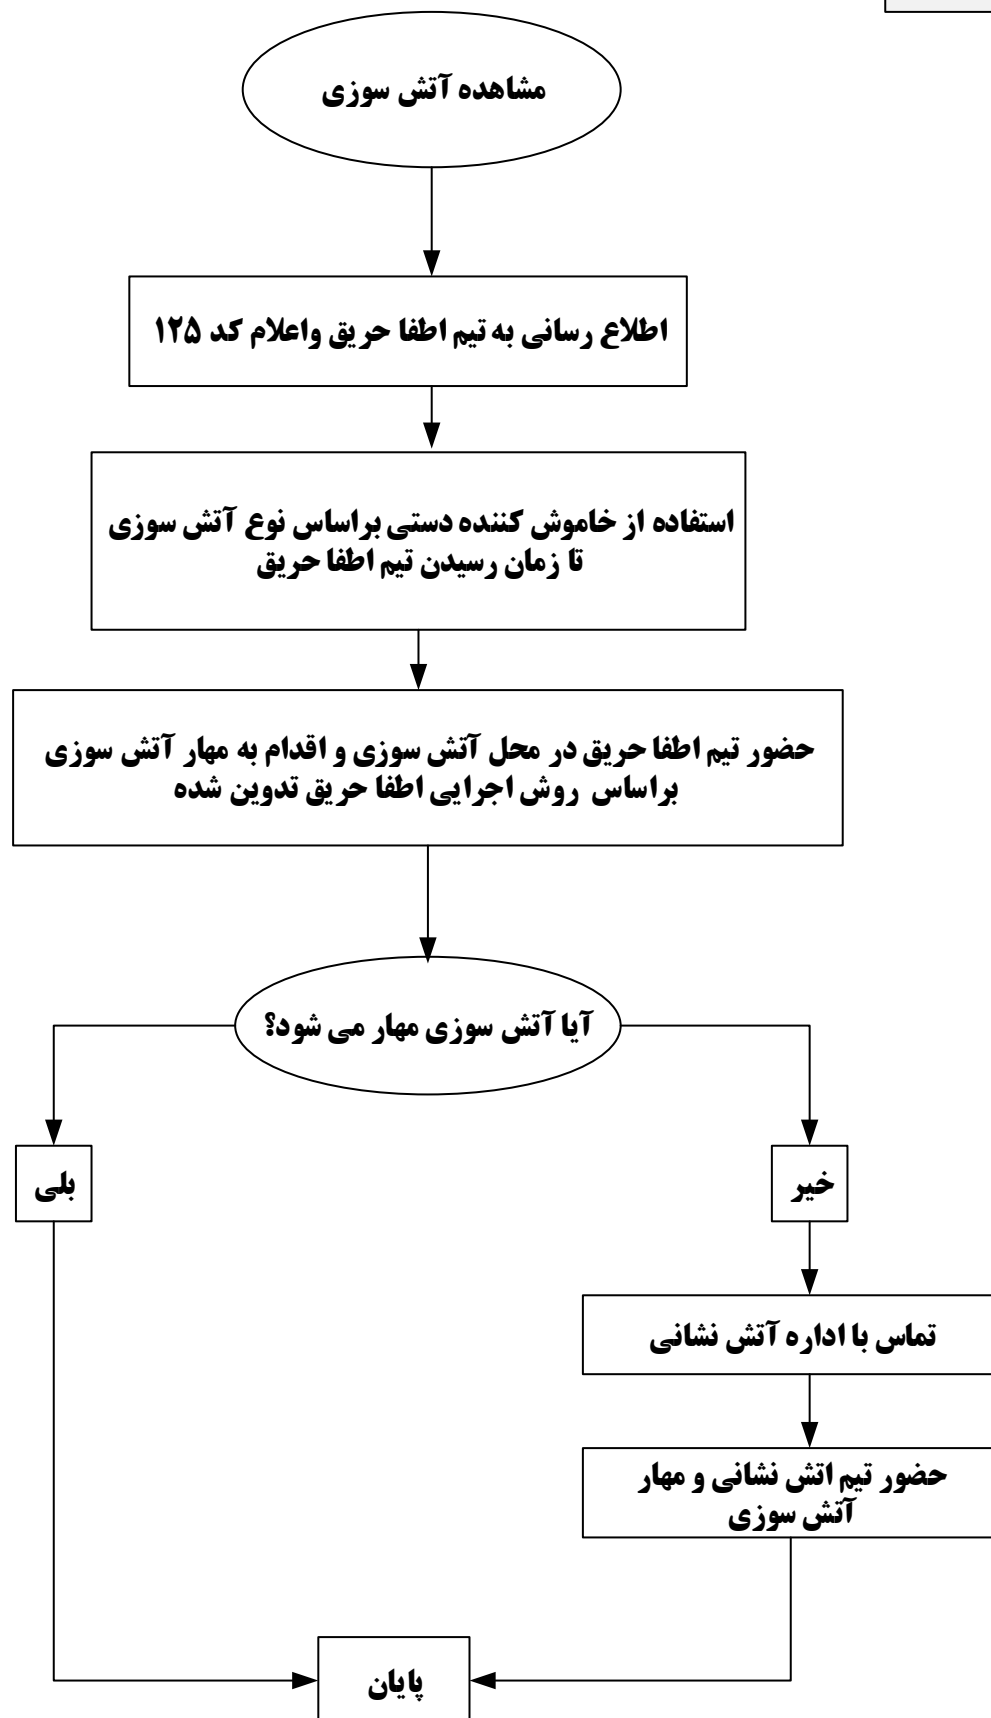 مشاهده آتش سوزی
اطلاع رسانی به تیم اطفا حریق واعلام کد ۱۲۵
استفاده از خاموش کننده دستی براساس نوع آتش سوزی
تا زمان رسیدن تیم اطفا حریق
حضور تیم اطفا حریق در محل آتش سوزی و اقدام به مهار آتش سوزی
براساس روش اجرایی اطفا حریق تدوین شده
آیا آتش سوزی مهار می شود؟
خیر
بلی
تماس با اداره آتش نشانی
حضور تیم اتش نشانی و مهار
آتش سوزی
پایان